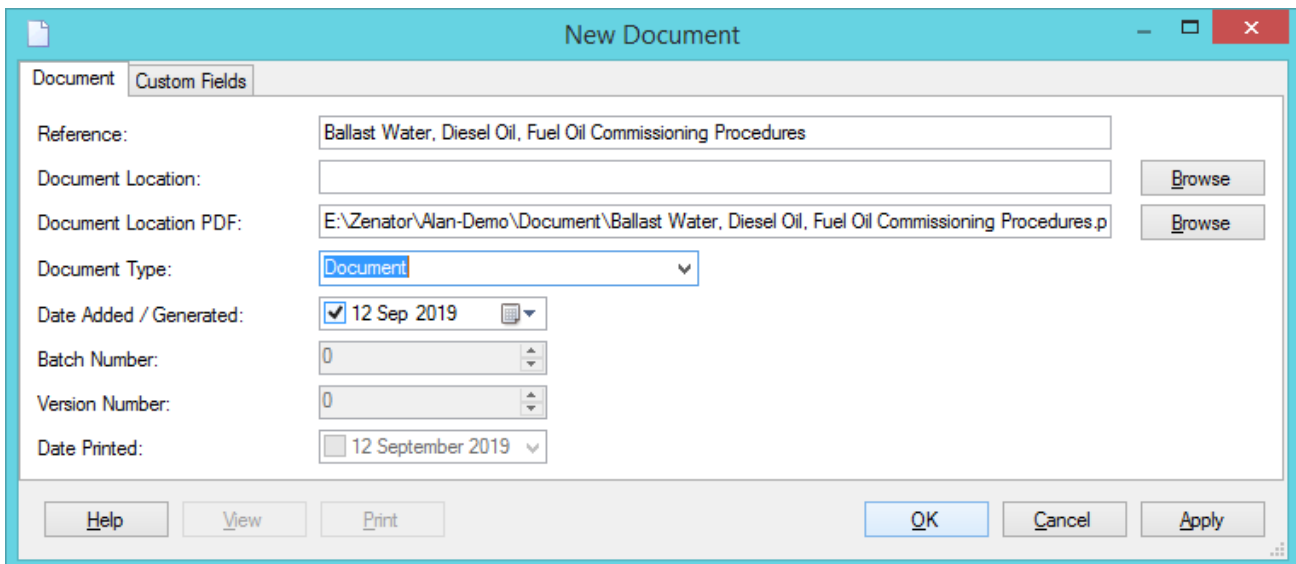 New Document
Document Custom Fields
Reference: Ballast Water, Diesel Oil, Fuel Oil Commissioning Procedures
Document Location: Browse
Document Location PDF: E:\Zenator\Alan-Demo\Document\Ballast Water, Diesel Oil, Fuel Oil Commissioning Procedures.p Browse
Document Type: Document
Date Added / Generated: 12 Sep 2019
Batch Number: 0
Version Number: 0
Date Printed: 12 September 2019
Help View Print OK Cancel Apply